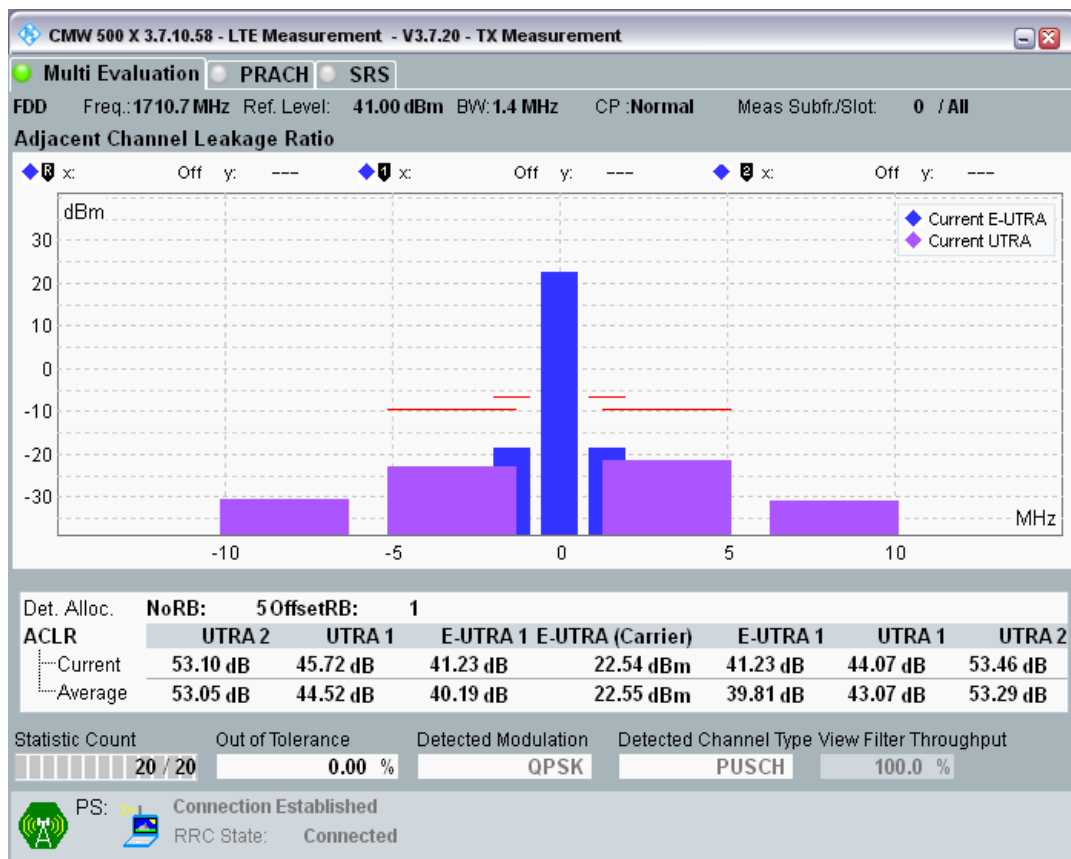 CMW 500 X 3.7.10.58 - LTE Measurement - V3.7.20 - TX Measurement
Multi Evaluation PRACH SRS
FDD Freq.: 1710.7 MHz Ref. Level: 41.00 dBm BW: 1.4 MHz CP : Normal Meas Subfr./Slot: 0 / All
Adjacent Channel Leakage Ratio
R x: Off y: --- 1 x: Off y: --- 2 x: Off y: ---
dBm
Current E-UTRA
Current UTRA
30
20
10
0
-10
-20
-30
MHz
-10 -5 0 5 10
Det. Alloc. NoRB: 5 OffsetRB: 1
ACLR UTRA 2 UTRA 1 E-UTRA 1 E-UTRA (Carrier) E-UTRA 1 UTRA 1 UTRA 2
Current 53.10 dB 45.72 dB 41.23 dB 22.54 dBm 41.23 dB 44.07 dB 53.46 dB
Average 53.05 dB 44.52 dB 40.19 dB 22.55 dBm 39.81 dB 43.07 dB 53.29 dB
Statistic Count Out of Tolerance Detected Modulation Detected Channel Type View Filter Throughput
20 / 20 0.00 % QPSK PUSCH 100.0 %
PS: Connection Established
RRC State: Connected